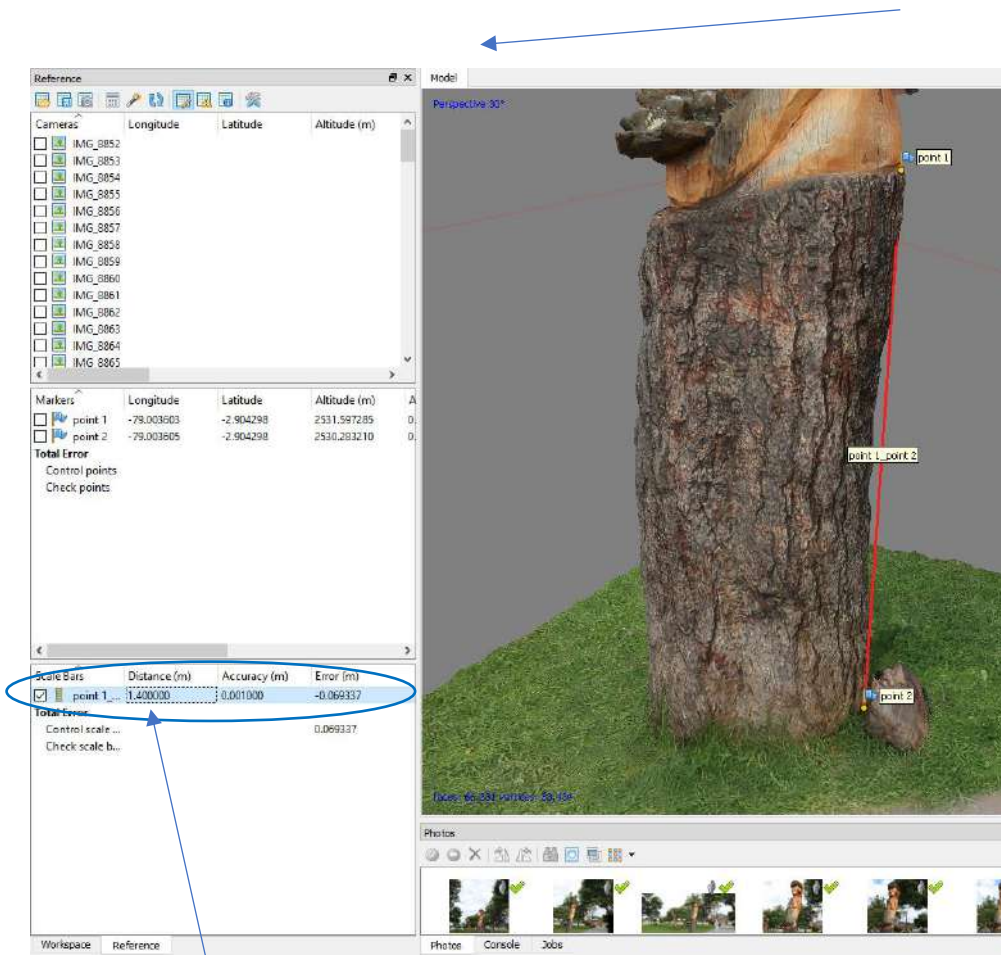 Reference
Cameras Longitude Latitude Altitude (m)
IMG_8852
IMG_8853
IMG_8854
IMG_8855
IMG_8856
IMG_8857
IMG_8858
IMG_8859
IMG_8860
IMG_8861
IMG_8862
IMG_8863
IMG_8864
IMG_8865
Markers Longitude Latitude Altitude (m) A
point 1 -79.003603 -2.904298 2531.597285 0.
point 2 -79.003605 -2.904298 2530.283210 0.
Total Error
Control points
Check points
Scale Bars Distance (m) Accuracy (m) Error (m)
point 1_... 1.400000 0.001000 -0.069337
Total Error
Control scale ... 0.069337
Check scale b...
Workspace Reference
Model
Perspective 30°
point 1
point 1_point 2
point 2
Photos
Photos Console Jobs